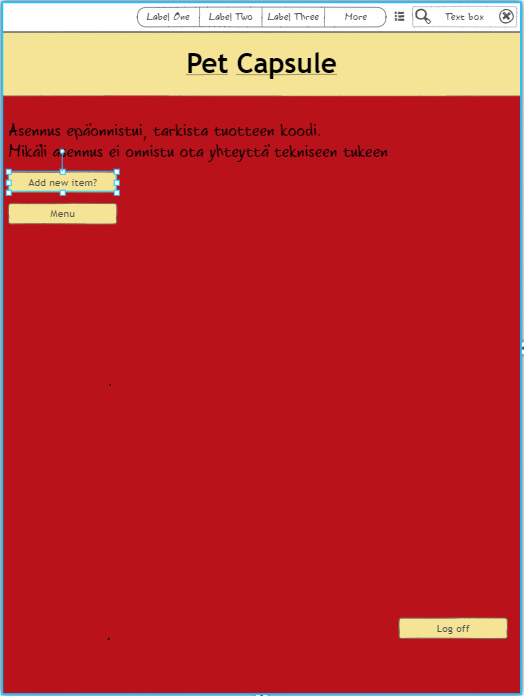 Label One Label Two Label Three More Text box
Pet Capsule
Asennus epäonnistui, tarkista tuotteen koodi.
Mikäli asennus ei onnistu ota yhteyttä tekniseen tukeen
Add new item?
Menu
Log off